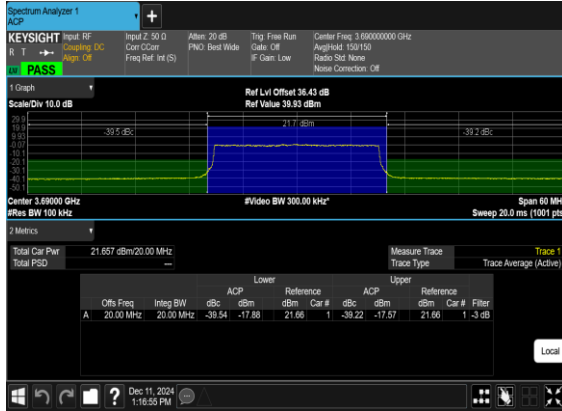 Spectrum Analyzer 1
ACP
+
KEYSIGHT Input: RF Input Z: 50 Ω Atten: 20 dB Trig: Free Run Center Freq: 3.690000000 GHz
R T Coupling: DC Corr CCorr PNO: Best Wide Gate: Off Avg|Hold: 150/150
Align: Off Freq Ref: Int (S) IF Gain: Low Radio Std: None
PASS Noise Correction: Off
1 Graph Ref Lvl Offset 36.43 dB
Scale/Div 10.0 dB Ref Value 39.93 dBm
29.9
19.9
9.93
-0.07
-10.1
-20.1
-30.1
-40.1
-50.1
-39.5 dBc 21.7 dBm -39.2 dBc
Center 3.69000 GHz #Video BW 300.00 kHz* Span 60 MH
#Res BW 100 kHz Sweep 20.0 ms (1001 pts
2 Metrics
Total Car Pwr 21.657 dBm/20.00 MHz Measure Trace Trace 1
Total PSD --- Trace Type Trace Average (Active)
Lower Upper
ACP Reference ACP Reference
Offs Freq Integ BW dBc dBm dBm Car # dBc dBm dBm Car # Filter
A 20.00 MHz 20.00 MHz -39.54 -17.88 21.66 1 -39.22 -17.57 21.66 1 -3 dB
Local
? Dec 11, 2024
1:16:55 PM